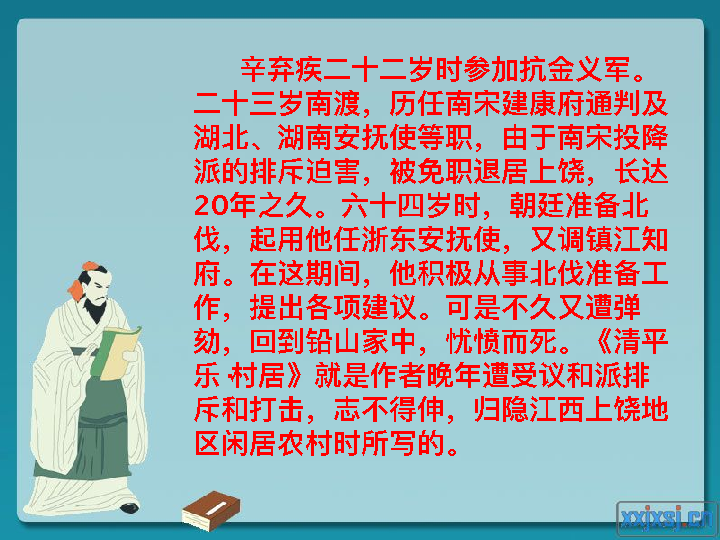 辛弃疾二十二岁时参加抗金义军。
二十三岁南渡，历任南宋建康府通判及
湖北、湖南安抚使等职，由于南宋投降
派的排斥迫害，被免职退居上饶，长达
20年之久。六十四岁时，朝廷准备北
伐，起用他任浙东安抚使，又调镇江知
府。在这期间，他积极从事北伐准备工
作，提出各项建议。可是不久又遭弹
劾，回到铅山家中，忧愤而死。《清平
乐·村居》就是作者晚年遭受议和派排
斥和打击，志不得伸，归隐江西上饶地
区闲居农村时所写的。
xxjxsj.cn